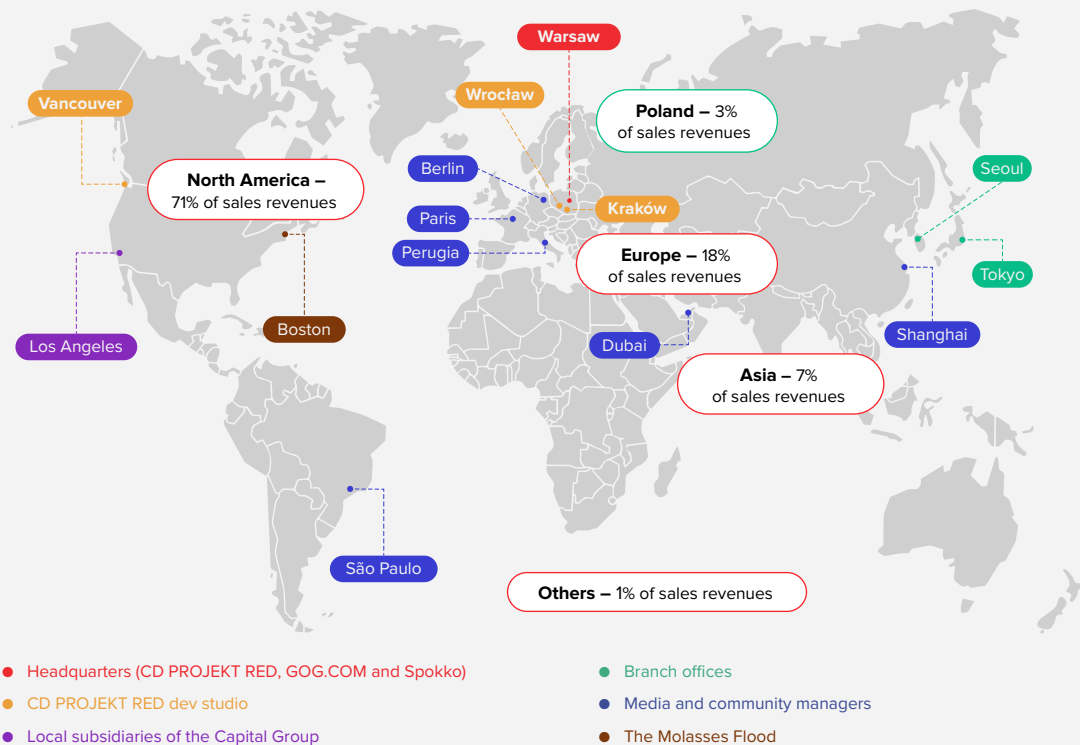 Warsaw
Vancouver
Wrocław
Poland – 3%
of sales revenues
Berlin
Seoul
North America –
71% of sales revenues
Paris
Kraków
Perugia
Europe – 18%
of sales revenues
Tokyo
Boston
Los Angeles
Dubai
Shanghai
Asia – 7%
of sales revenues
São Paulo
Others – 1% of sales revenues
Headquarters (CD PROJEKT RED, GOG.COM and Spokko)
CD PROJEKT RED dev studio
Local subsidiaries of the Capital Group
Branch offices
Media and community managers
The Molasses Flood